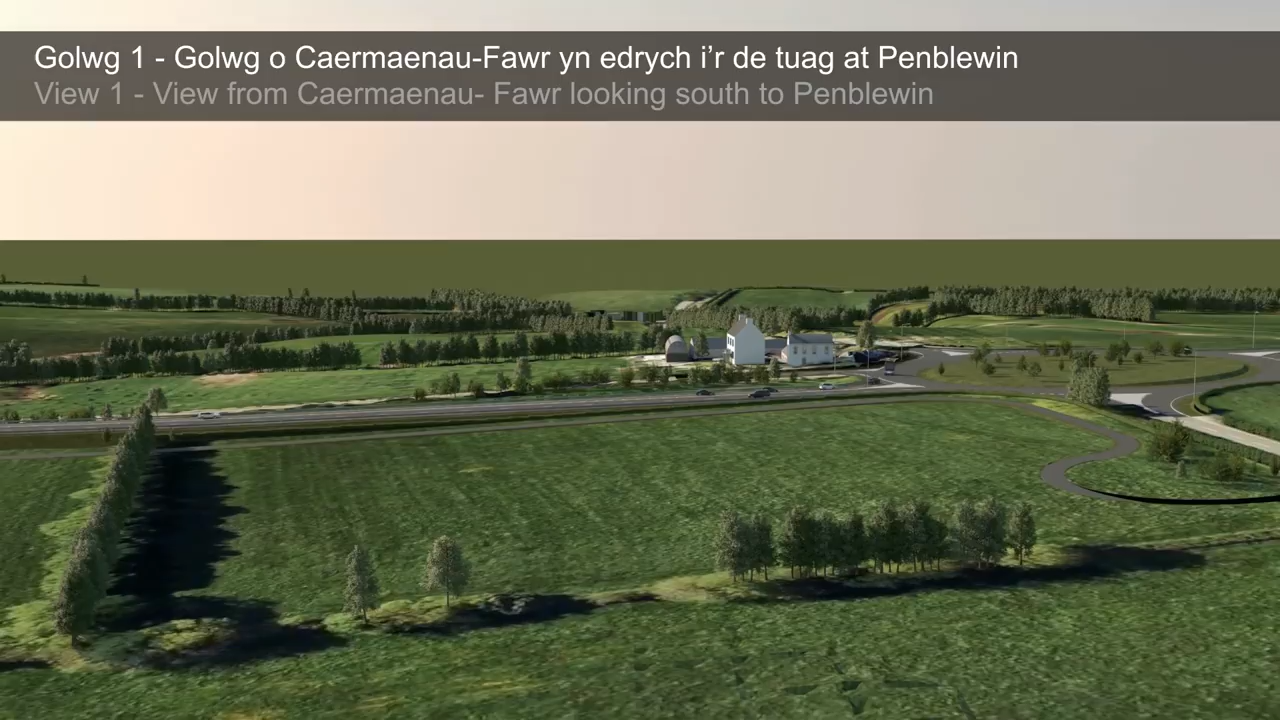 Golwg 1 - Golwg o Caermaenau-Fawr yn edrych i’r de tuag at Penblewin
View 1 - View from Caermaenau- Fawr looking south to Penblewin